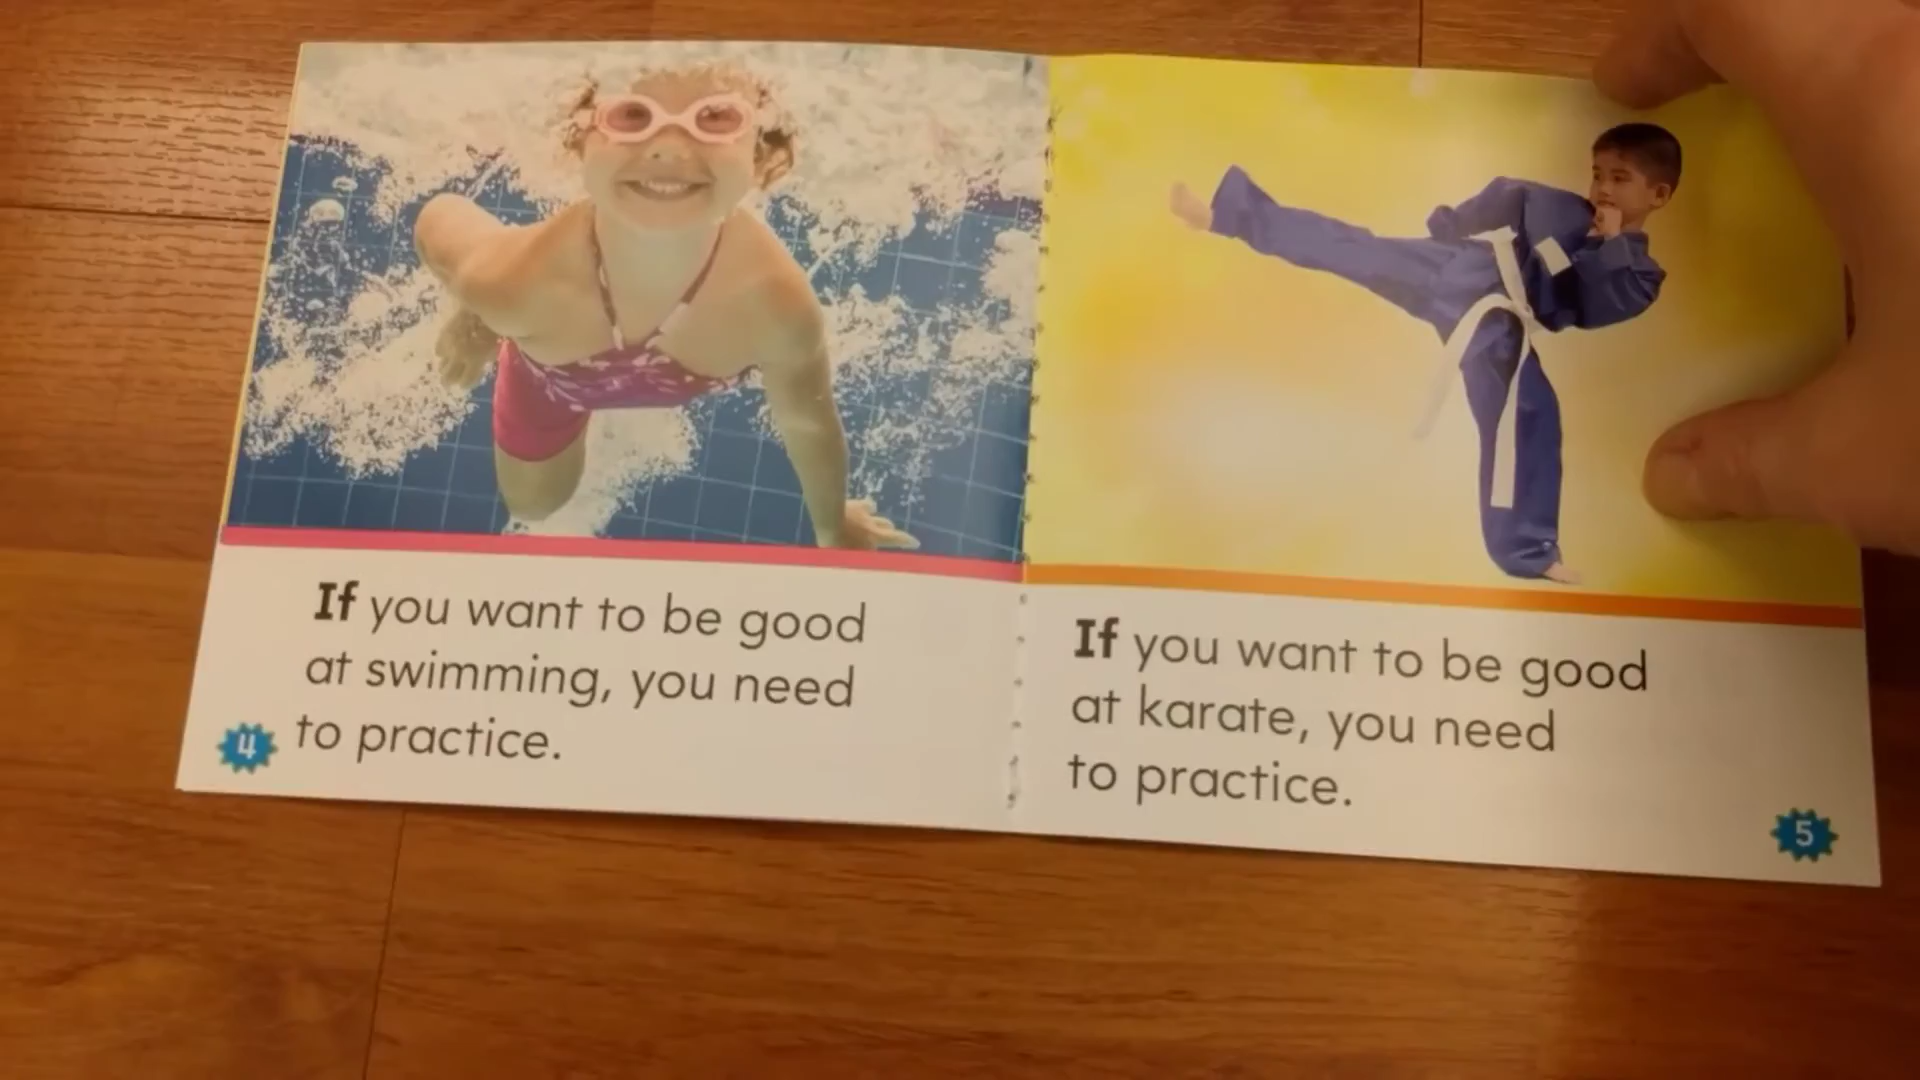 If you want to be good
at swimming, you need
to practice.
4
If you want to be good
at karate, you need
to practice.
5